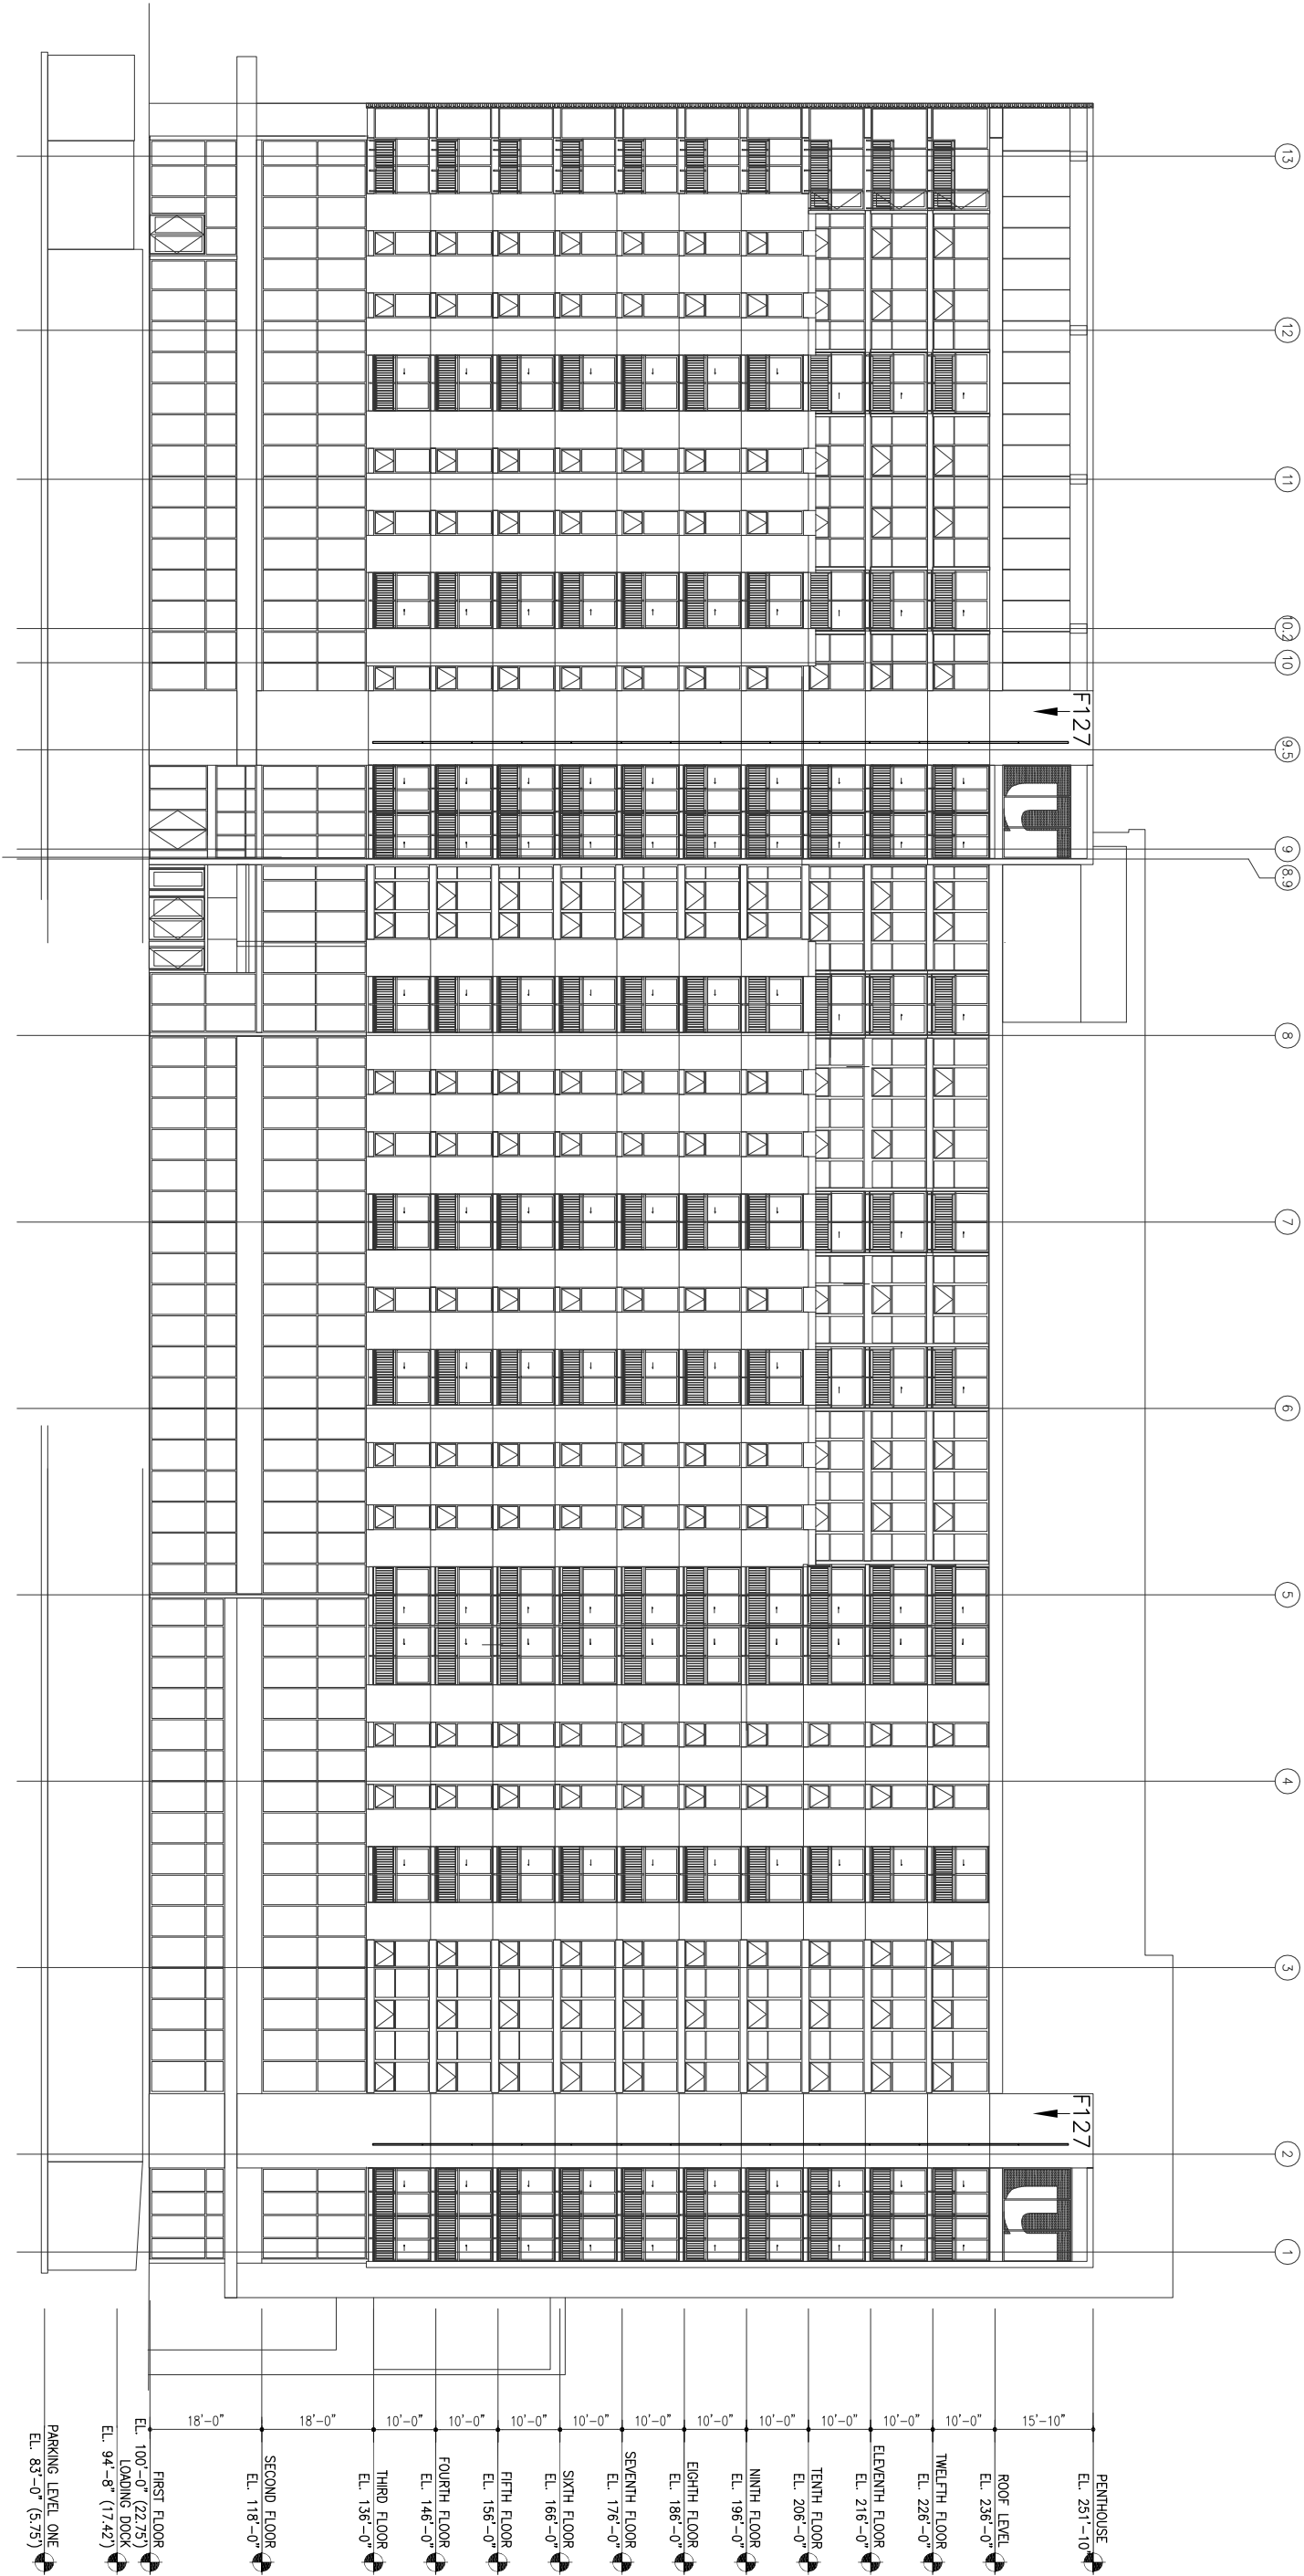 13
12
11
10.2
10
9.5
9
8.9
8
7
6
5
4
3
2
1
F127
F127
PENTHOUSE
EL. 251'-10"
ROOF LEVEL
EL. 236'-0"
TWELFTH FLOOR
EL. 226'-0"
ELEVENTH FLOOR
EL. 216'-0"
TENTH FLOOR
EL. 206'-0"
NINTH FLOOR
EL. 196'-0"
EIGHTH FLOOR
EL. 186'-0"
SEVENTH FLOOR
EL. 176'-0"
SIXTH FLOOR
EL. 166'-0"
FIFTH FLOOR
EL. 156'-0"
FOURTH FLOOR
EL. 146'-0"
THIRD FLOOR
EL. 136'-0"
SECOND FLOOR
EL. 118'-0"
FIRST FLOOR
EL. 100'-0" (22.75')
LOADING DOCK
EL. 94'-8" (17.42')
PARKING LEVEL ONE
EL. 83'-0" (5.75')
15'-10"
10'-0"
10'-0"
10'-0"
10'-0"
10'-0"
10'-0"
10'-0"
10'-0"
10'-0"
10'-0"
18'-0"
18'-0"